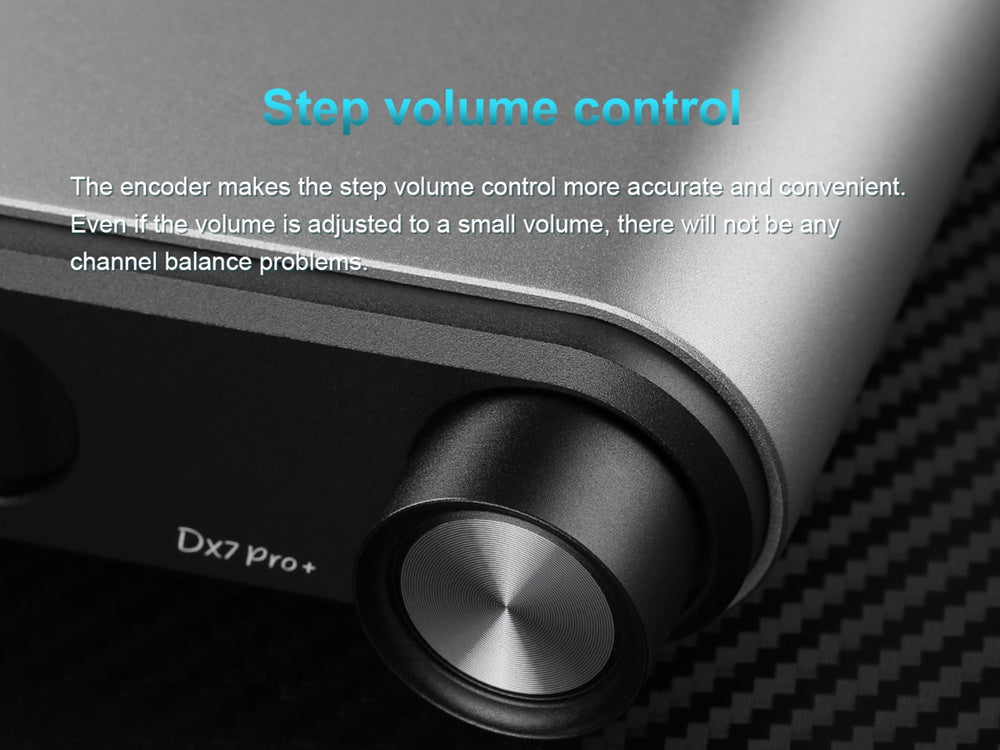 Step volume control
The encoder makes the step volume control more accurate and convenient.
Even if the volume is adjusted to a small volume, there will not be any
channel balance problems.
Dx7 Pro+